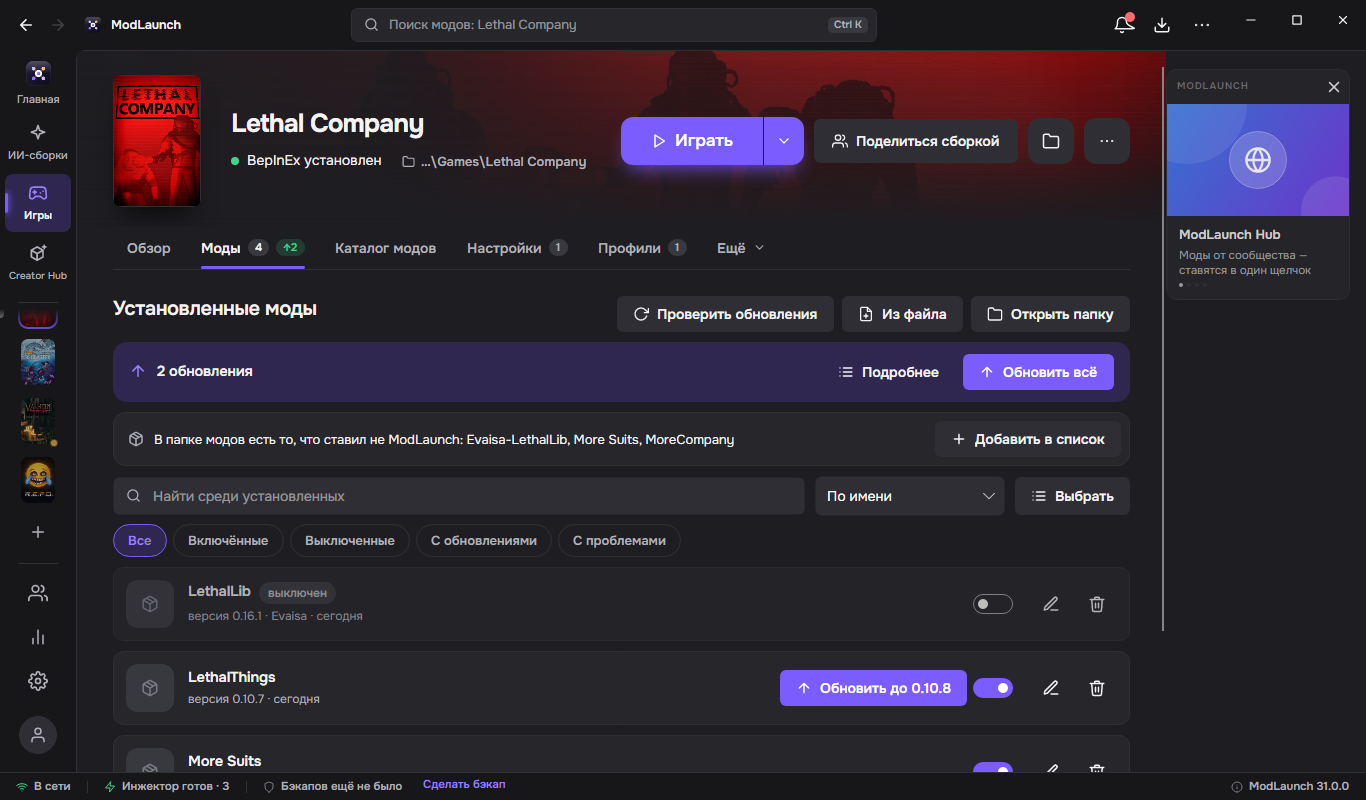 ModLaunch
Поиск модов: Lethal Company
Ctrl K
Главная
ИИ-сборки
Игры
Creator Hub
LETHAL
COMPANY
Lethal Company
BepInEx установлен
...\Games\Lethal Company
Играть
Поделиться сборкой
Обзор
Моды 4 ↑2
Каталог модов
Настройки 1
Профили 1
Ещё
Установленные моды
Проверить обновления
Из файла
Открыть папку
2 обновления
Подробнее
Обновить всё
В папке модов есть то, что ставил не ModLaunch: Evaisa-LethalLib, More Suits, MoreCompany
Добавить в список
Найти среди установленных
По имени
Выбрать
Все
Включённые
Выключенные
С обновлениями
С проблемами
LethalLib выключен
версия 0.16.1 · Evaisa · сегодня
LethalThings
версия 0.10.7 · сегодня
Обновить до 0.10.8
More Suits
MODLAUNCH
ModLaunch Hub
Моды от сообщества —
ставятся в один щелчок
R.E.P.O.
В сети
Инжектор готов · 3
Бэкапов ещё не было
Сделать бэкап
ModLaunch 31.0.0